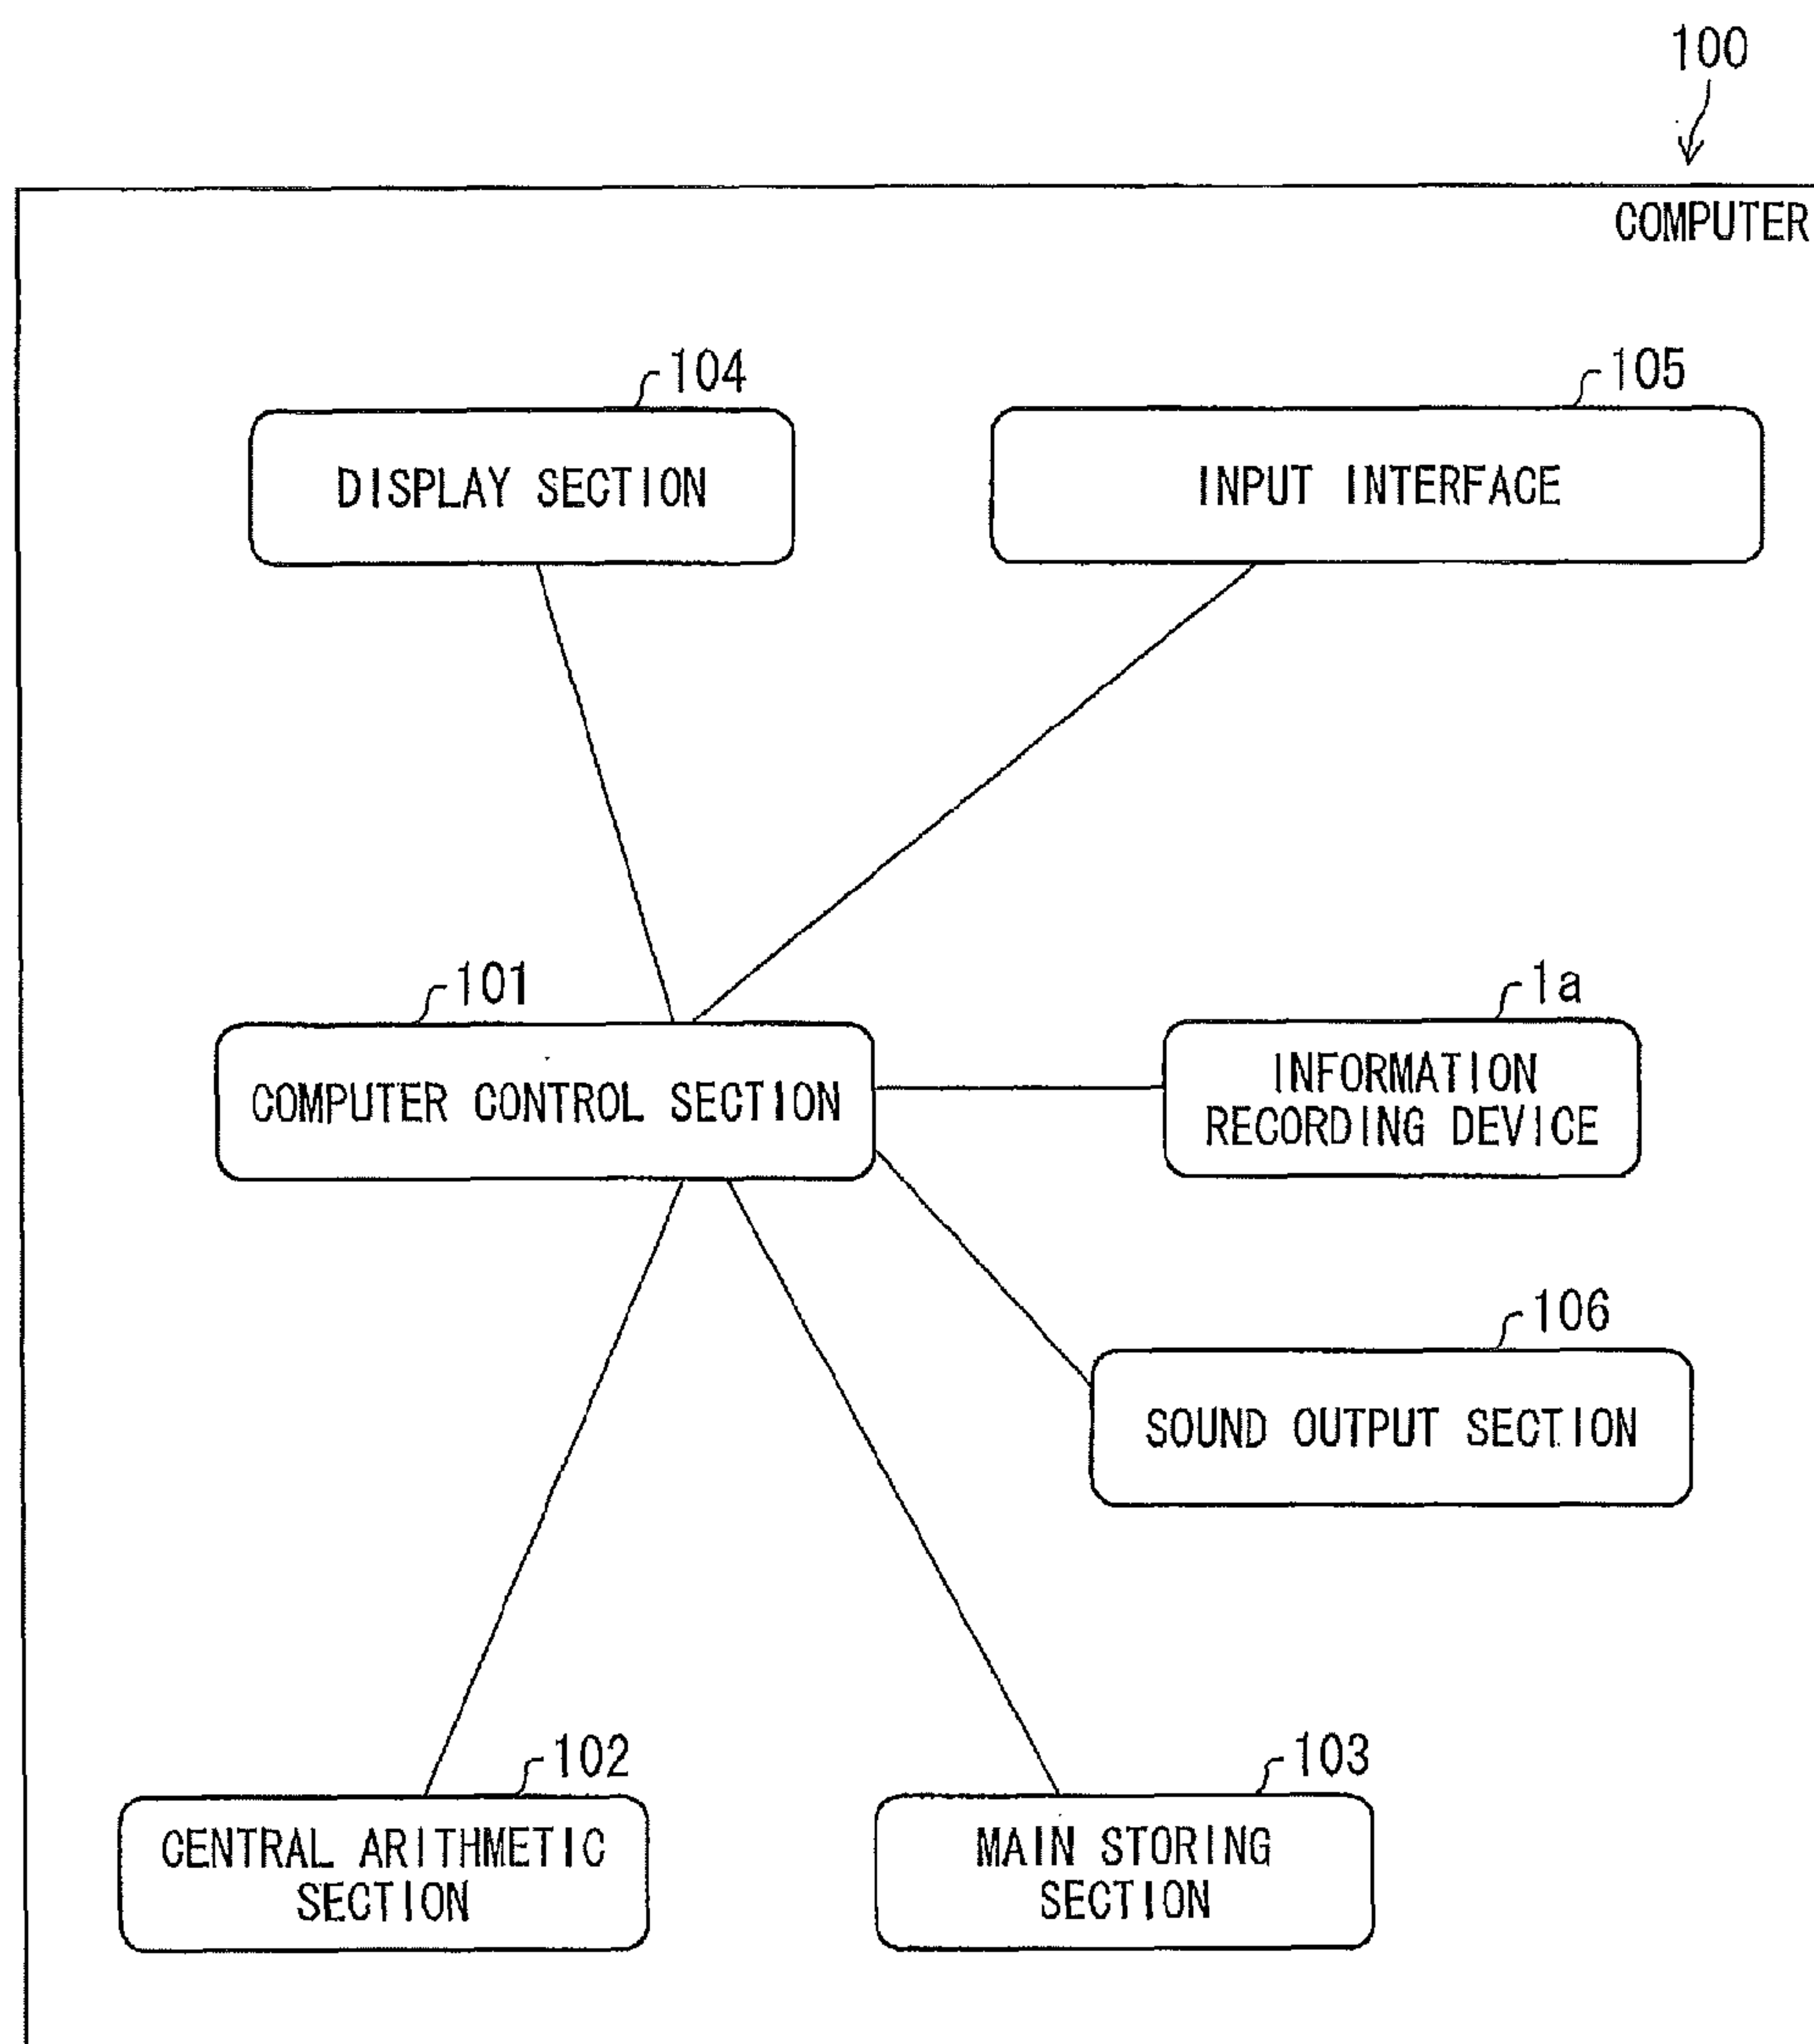 100
COMPUTER
104
DISPLAY SECTION
105
INPUT INTERFACE
101
COMPUTER CONTROL SECTION
1a
INFORMATION
RECORDING DEVICE
106
SOUND OUTPUT SECTION
102
CENTRAL ARITHMETIC
SECTION
103
MAIN STORING
SECTION